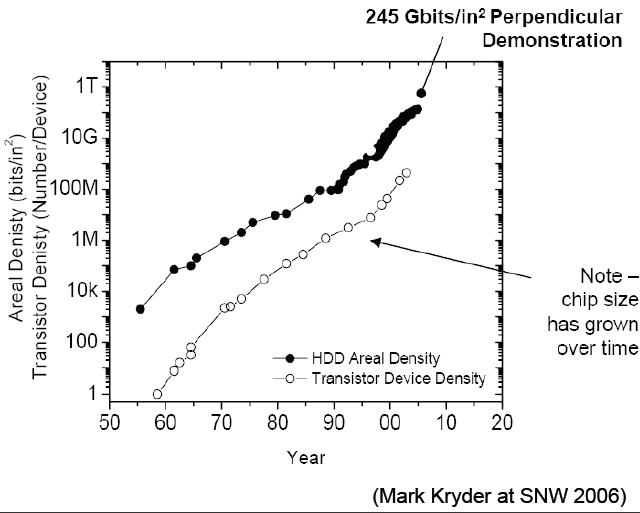 245 Gbits/in² Perpendicular
Demonstration
Areal Denisty (bits/in²)
Transistor Denisty (Number/Device)
1T
10G
100M
1M
10k
100
1
HDD Areal Density
Transistor Device Density
50 60 70 80 90 00 10 20
Year
Note –
chip size
has grown
over time
(Mark Kryder at SNW 2006)